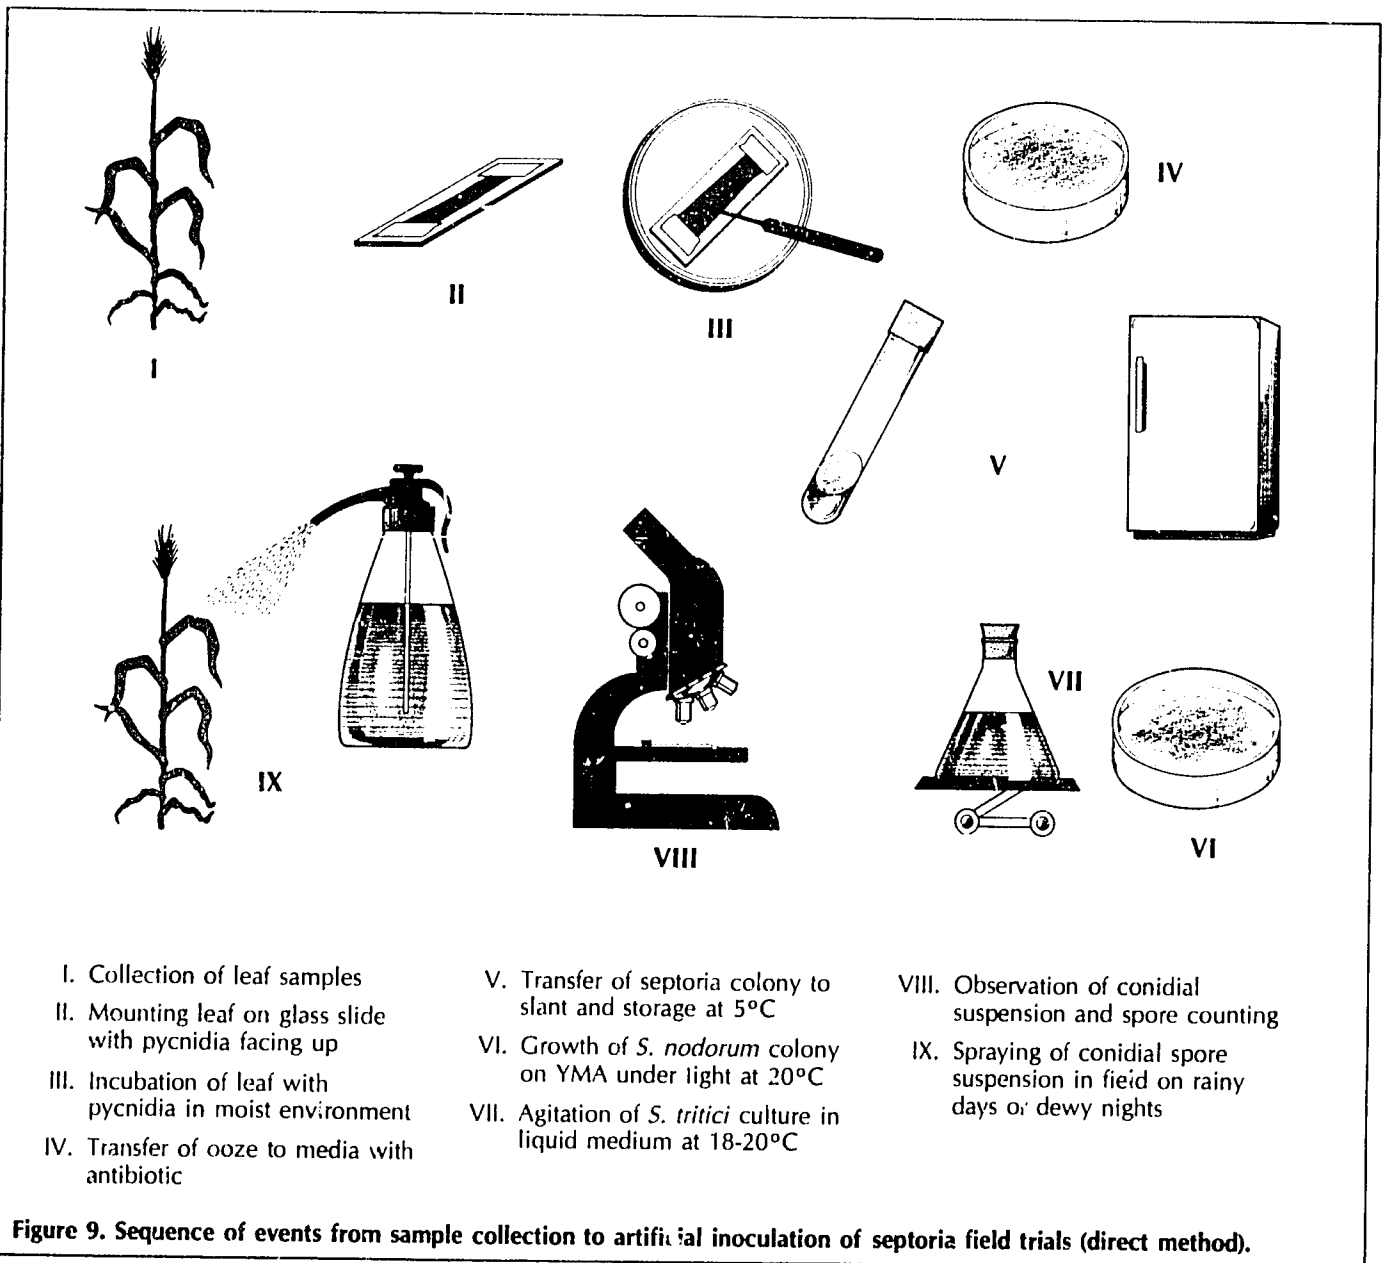 I
II
III
IV
V
IX
VIII
VII
VI
I. Collection of leaf samples
II. Mounting leaf on glass slide
with pycnidia facing up
III. Incubation of leaf with
pycnidia in moist environment
IV. Transfer of ooze to media with
antibiotic
V. Transfer of septoria colony to
slant and storage at 5°C
VI. Growth of S. nodorum colony
on YMA under light at 20°C
VII. Agitation of S. tritici culture in
liquid medium at 18-20°C
VIII. Observation of conidial
suspension and spore counting
IX. Spraying of conidial spore
suspension in field on rainy
days or dewy nights
Figure 9. Sequence of events from sample collection to artificial inoculation of septoria field trials (direct method).